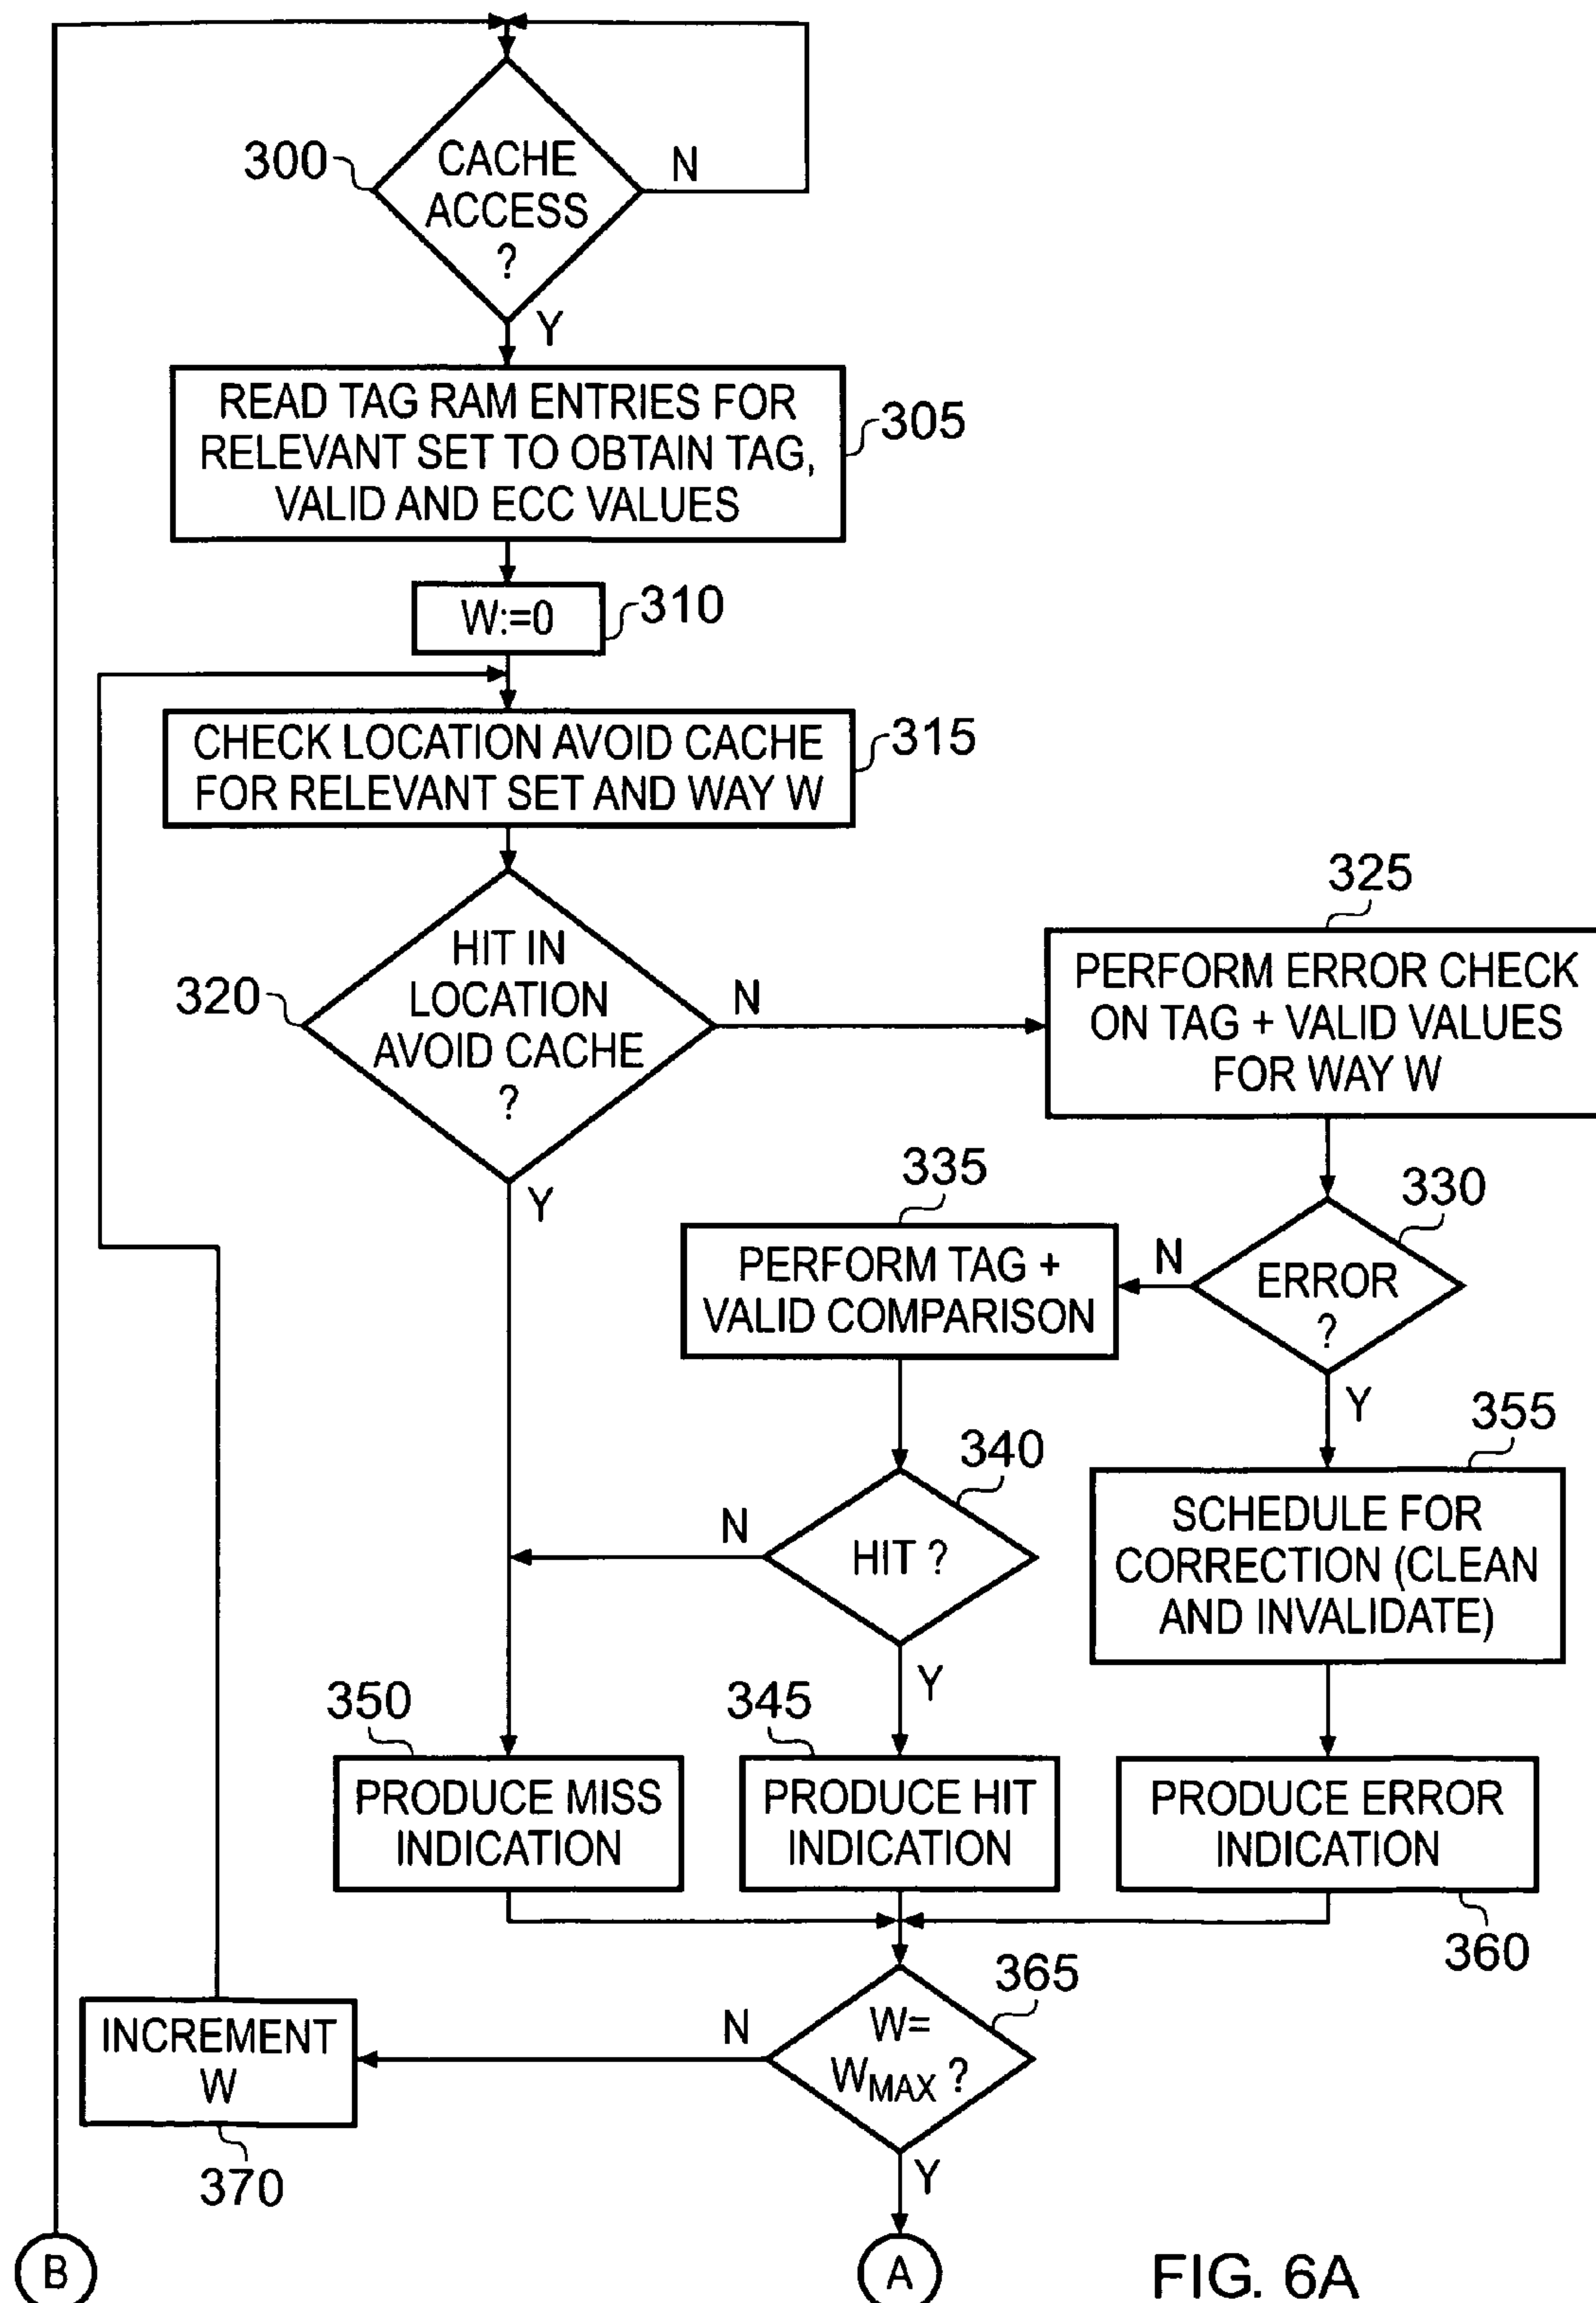 300
CACHE
ACCESS
?
N
Y
READ TAG RAM ENTRIES FOR
RELEVANT SET TO OBTAIN TAG,
VALID AND ECC VALUES
305
W:=0
310
CHECK LOCATION AVOID CACHE
FOR RELEVANT SET AND WAY W
315
320
HIT IN
LOCATION
AVOID CACHE
?
N
Y
325
PERFORM ERROR CHECK
ON TAG + VALID VALUES
FOR WAY W
330
ERROR
?
N
Y
335
PERFORM TAG +
VALID COMPARISON
340
HIT ?
N
Y
355
SCHEDULE FOR
CORRECTION (CLEAN
AND INVALIDATE)
350
PRODUCE MISS
INDICATION
345
PRODUCE HIT
INDICATION
PRODUCE ERROR
INDICATION
360
365
W=
WMAX ?
N
Y
INCREMENT
W
370
B
A
FIG. 6A